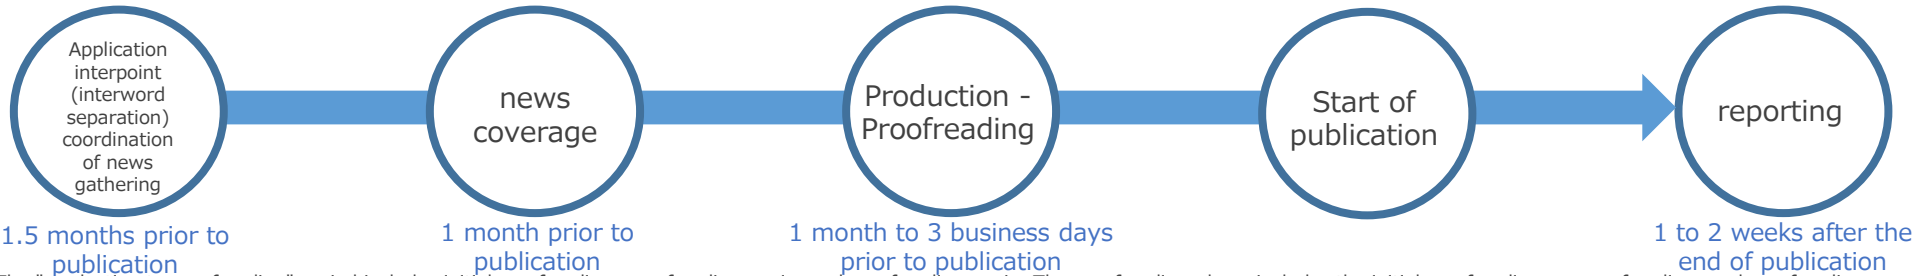 Application
interpoint
(interword
separation)
coordination
of news
gathering
news
coverage
Production -
Proofreading
Start of
publication
reporting
1.5 months prior to
publication
1 month prior to
publication
1 month to 3 business days
prior to publication
1 to 2 weeks after the
end of publication